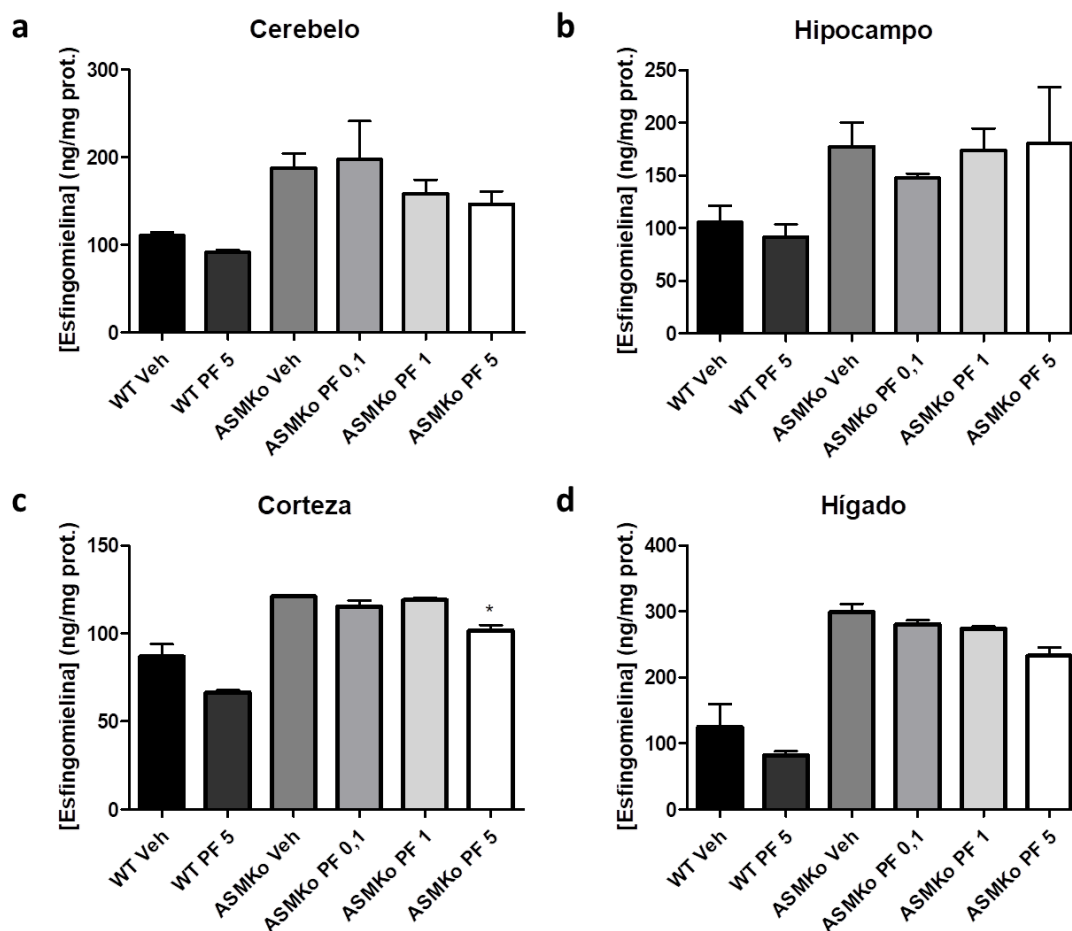 a
Cerebelo
[Esfingomielina] (ng/mg prot.)
300
200
100
0
WT Veh
WT PF 5
ASMKo Veh
ASMKo PF 0,1
ASMKo PF 1
ASMKo PF 5
b
Hipocampo
[Esfingomielina] (ng/mg prot.)
250
200
150
100
50
0
WT Veh
WT PF 5
ASMKo Veh
ASMKo PF 0,1
ASMKo PF 1
ASMKo PF 5
c
Corteza
[Esfingomielina] (ng/mg prot.)
150
100
50
0
*
WT Veh
WT PF 5
ASMKo Veh
ASMKo PF 0,1
ASMKo PF 1
ASMKo PF 5
d
Hígado
[Esfingomielina] (ng/mg prot.)
400
300
200
100
0
WT Veh
WT PF 5
ASMKo Veh
ASMKo PF 0,1
ASMKo PF 1
ASMKo PF 5